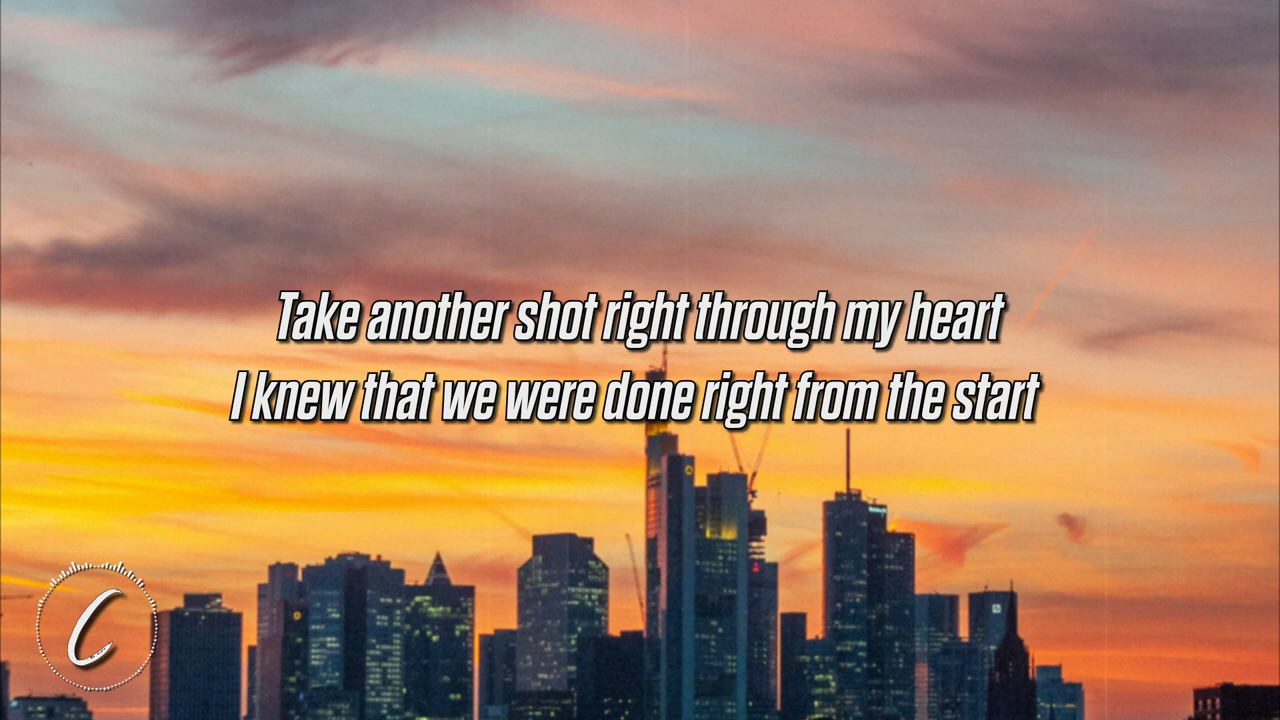 Take another shot right through my heart
I knew that we were done right from the start
C